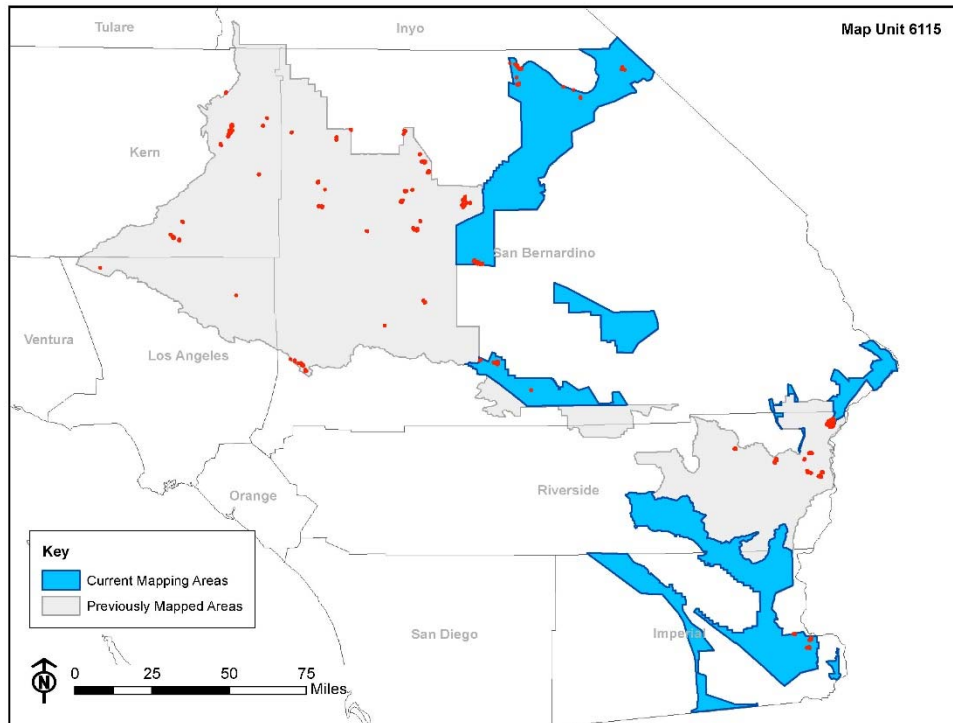 Tulare
Inyo
Map Unit 6115
Kern
San Bernardino
Ventura
Los Angeles
Orange
Riverside
Key
Current Mapping Areas
Previously Mapped Areas
San Diego
Imperial
N
0 25 50 75
Miles